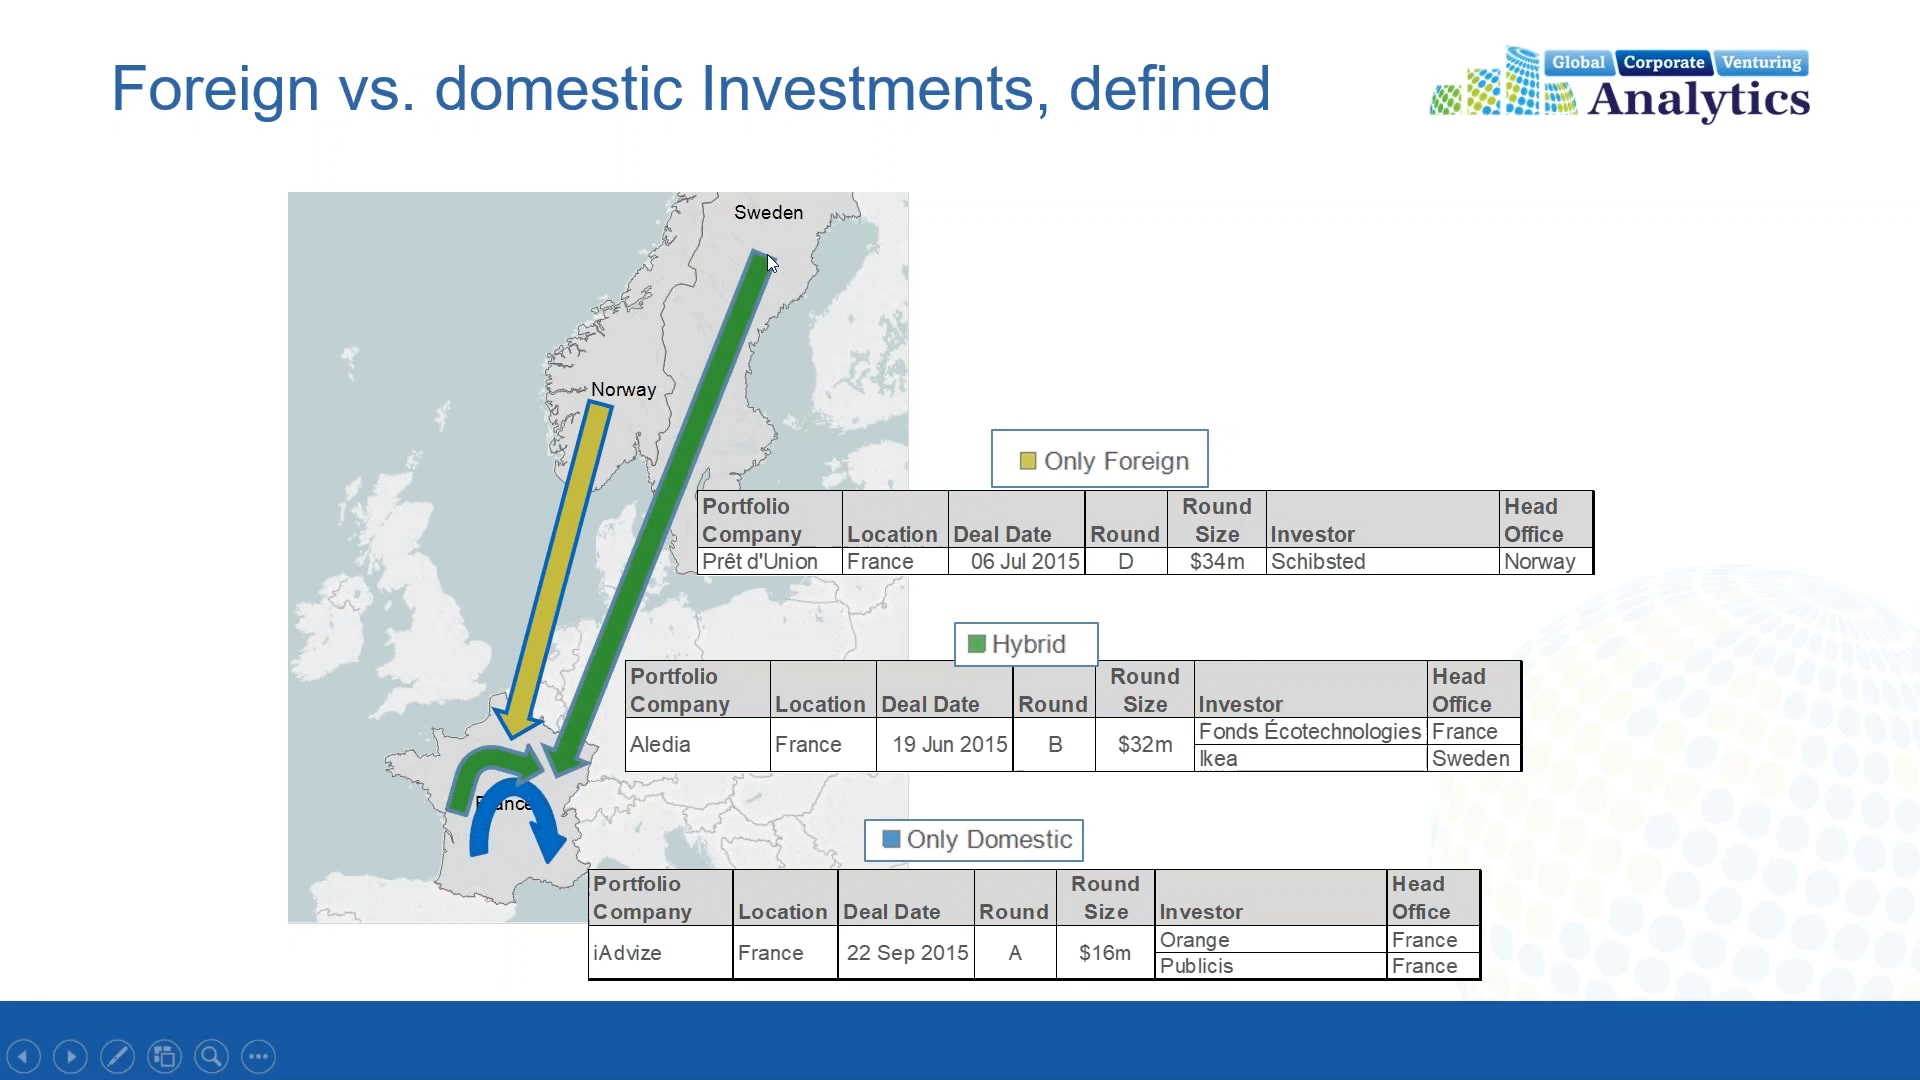 Foreign vs. domestic Investments, defined
Global Corporate Venturing
Analytics
Sweden
Norway
France
Only Foreign
Portfolio Company Location Deal Date Round Round Size Investor Head Office
Prêt d'Union France 06 Jul 2015 D $34m Schibsted Norway
Hybrid
Portfolio Company Location Deal Date Round Round Size Investor Head Office
Aledia France 19 Jun 2015 B $32m Fonds Écotechnologies France
Ikea Sweden
Only Domestic
Portfolio Company Location Deal Date Round Round Size Investor Head Office
iAdvize France 22 Sep 2015 A $16m Orange France
Publicis France